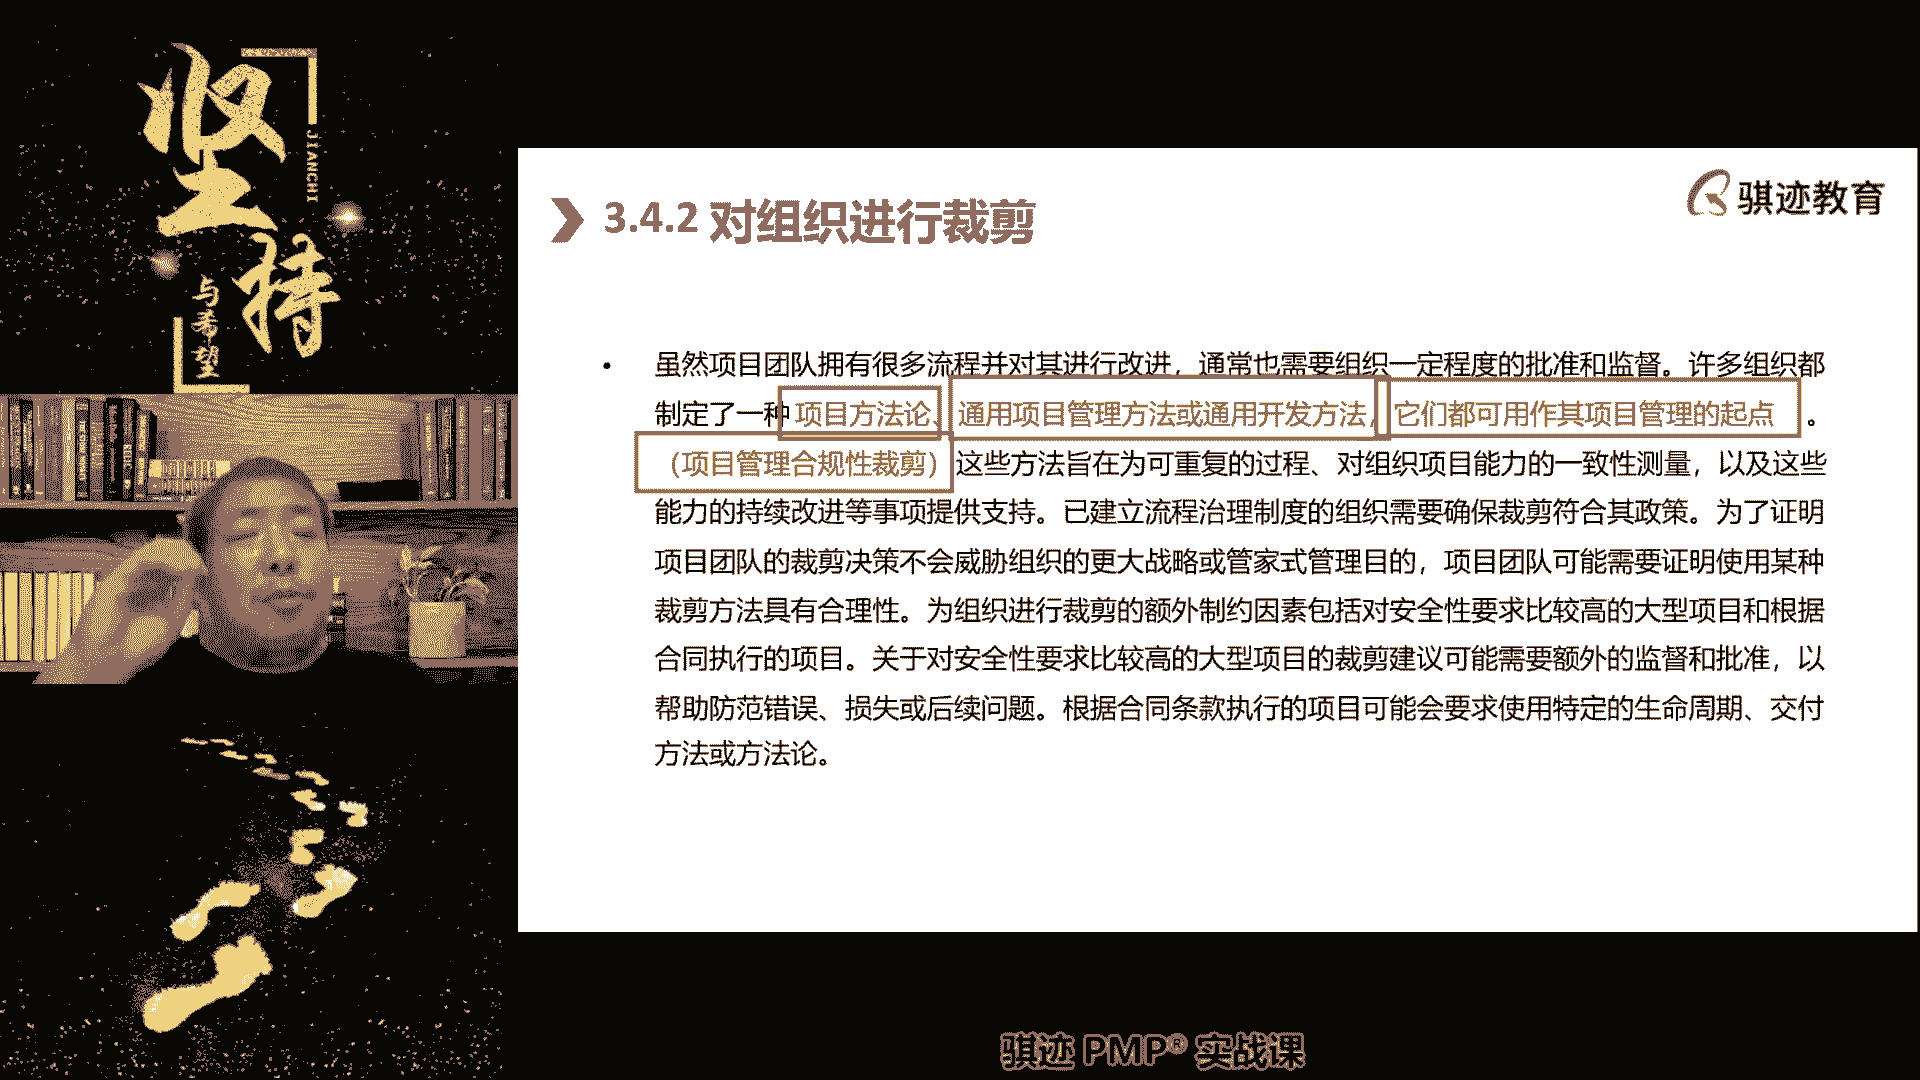 坚持
JIANCHI
与希望
骐迹教育
3.4.2 对组织进行裁剪
• 虽然项目团队拥有很多流程并对其进行改进，通常也需要组织一定程度的批准和监督。许多组织都
制定了一种项目方法论、通用项目管理方法或通用开发方法，它们都可用作其项目管理的起点。
（项目管理合规性裁剪）这些方法旨在为可重复的过程、对组织项目能力的一致性测量，以及这些
能力的持续改进等事项提供支持。已建立流程治理制度的组织需要确保裁剪符合其政策。为了证明
项目团队的裁剪决策不会威胁组织的更大战略或管家式管理目的，项目团队可能需要证明使用某种
裁剪方法具有合理性。为组织进行裁剪的额外制约因素包括对安全性要求比较高的大型项目和根据
合同执行的项目。关于对安全性要求比较高的大型项目的裁剪建议可能需要额外的监督和批准，以
帮助防范错误、损失或后续问题。根据合同条款执行的项目可能会要求使用特定的生命周期、交付
方法或方法论。
骐迹 PMP® 实战课